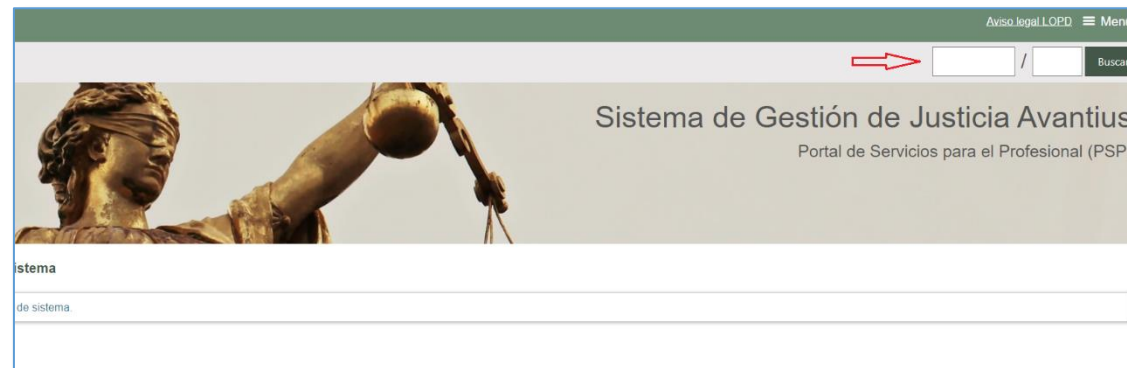 Aviso legal LOPD ≡ Menú
/ Buscar
Sistema de Gestión de Justicia Avantius
Portal de Servicios para el Profesional (PSP
istema
de sistema